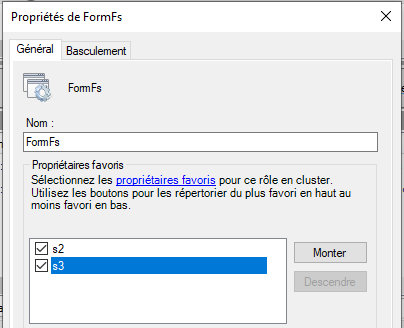 Propriétés de FormFs
Général
Basculement
FormFs
Nom :
FormFs
Propriétaires favoris
Sélectionnez les propriétaires favoris pour ce rôle en cluster.
Utilisez les boutons pour les répertorier du plus favori en haut au
moins favori en bas.
s2
Monter
s3
Descendre